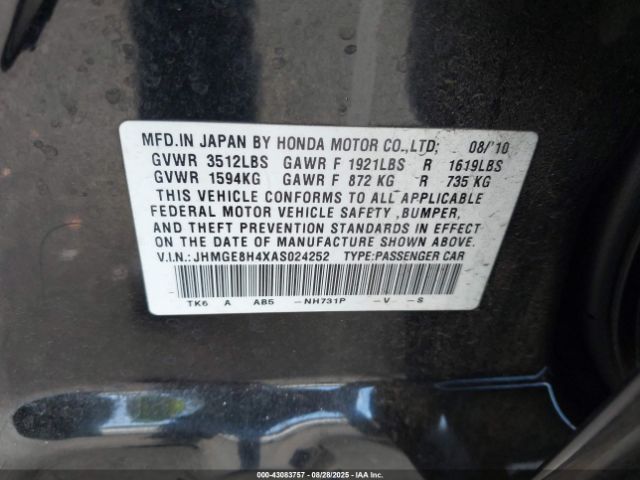 MFD.IN JAPAN BY HONDA MOTOR CO.,LTD; 08/'10
GVWR 3512LBS GAWR F 1921LBS R 1619LBS
GVWR 1594KG GAWR F 872 KG R 735 KG
THIS VEHICLE CONFORMS TO ALL APPLICABLE
FEDERAL MOTOR VEHICLE SAFETY ,BUMPER,
AND THEFT PREVENTION STANDARDS IN EFFECT
ON THE DATE OF MANUFACTURE SHOWN ABOVE.
V.I.N.:JHMGE8H4XAS024252 TYPE:PASSENGER CAR
TK6 A AB5 -NH731P -V -S
000-43083757 - 08/28/2025 - IAAI, Inc.